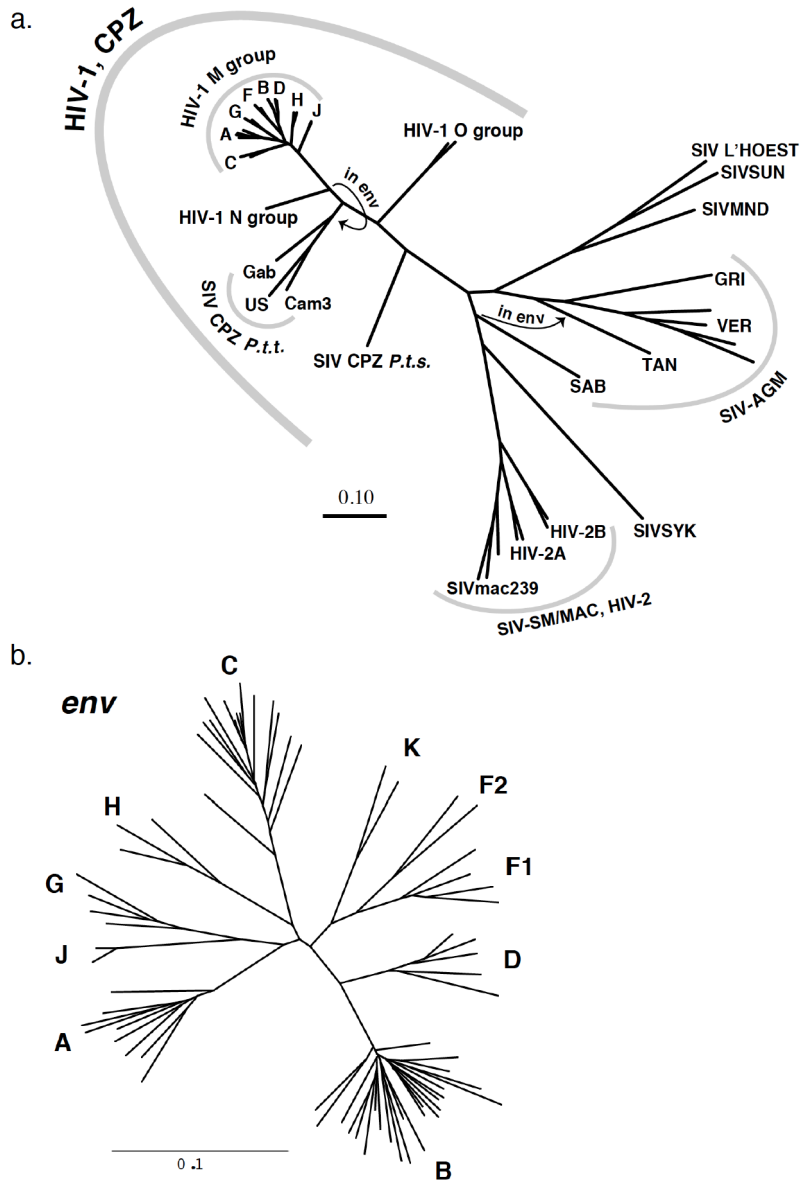 a.
HIV-1, CPZ
HIV-1 M group
F B D
H
J
G
A
C
HIV-1 O group
in env
HIV-1 N group
Gab
US
Cam3
SIV CPZ P.t.t.
SIV CPZ P.t.s.
SIV L'HOEST
SIVSUN
SIVMND
GRI
VER
in env
TAN
SAB
SIV-AGM
0.10
SIVSYK
HIV-2B
HIV-2A
SIVmac239
SIV-SM/MAC, HIV-2
b.
env
C
K
F2
H
F1
G
J
D
A
0.1
B